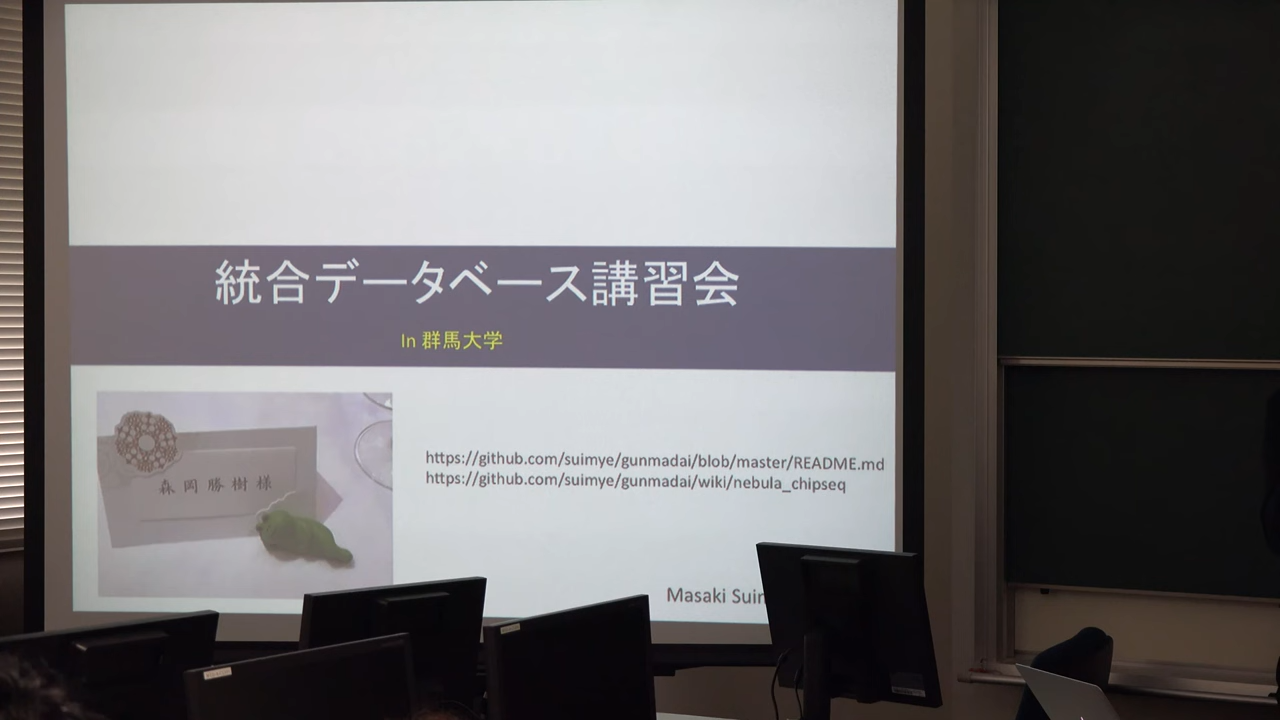 統合データベース講習会
In 群馬大学
https://github.com/suimye/gunmadai/blob/master/README.md
https://github.com/suimye/gunmadai/wiki/nebula_chipseq
森岡勝樹様
Masaki